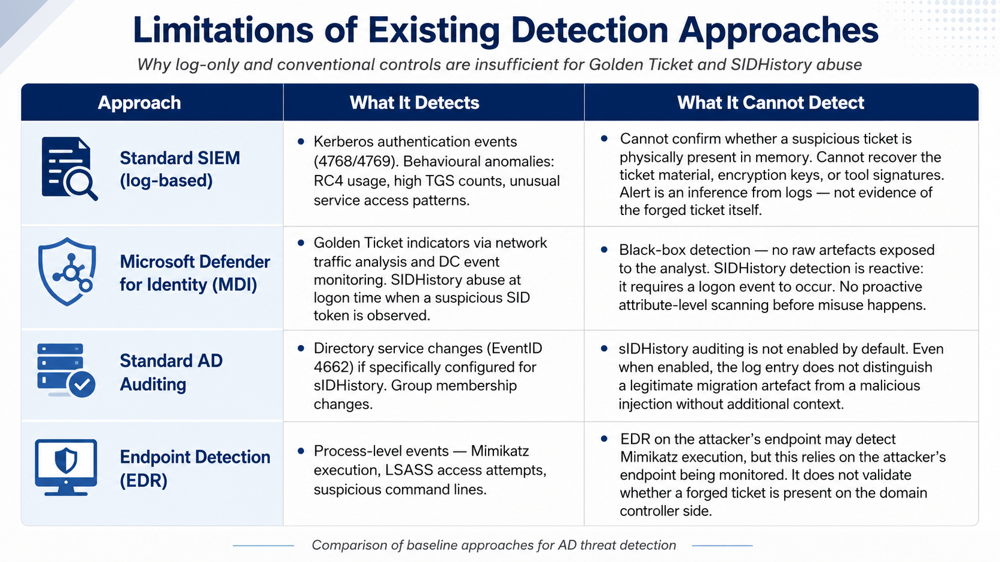 Limitations of Existing Detection Approaches
Why log-only and conventional controls are insufficient for Golden Ticket and SIDHistory abuse
Approach
What It Detects
What It Cannot Detect
Standard SIEM
(log-based)
• Kerberos authentication events
(4768/4769). Behavioural anomalies:
RC4 usage, high TGS counts, unusual
service access patterns.
• Cannot confirm whether a suspicious ticket is
physically present in memory. Cannot recover the
ticket material, encryption keys, or tool signatures.
Alert is an inference from logs — not evidence of
the forged ticket itself.
Microsoft Defender
for Identity (MDI)
• Golden Ticket indicators via network
traffic analysis and DC event
monitoring. SIDHistory abuse at
logon time when a suspicious SID
token is observed.
• Black-box detection — no raw artefacts exposed
to the analyst. SIDHistory detection is reactive:
it requires a logon event to occur. No proactive
attribute-level scanning before misuse happens.
Standard AD
Auditing
• Directory service changes (EventID
4662) if specifically configured for
sIDHistory. Group membership
changes.
• sIDHistory auditing is not enabled by default. Even
when enabled, the log entry does not distinguish
a legitimate migration artefact from a malicious
injection without additional context.
Endpoint Detection
(EDR)
• Process-level events — Mimikatz
execution, LSASS access attempts,
suspicious command lines.
• EDR on the attacker’s endpoint may detect
Mimikatz execution, but this relies on the attacker’s
endpoint being monitored. It does not validate
whether a forged ticket is present on the domain
controller side.
Comparison of baseline approaches for AD threat detection